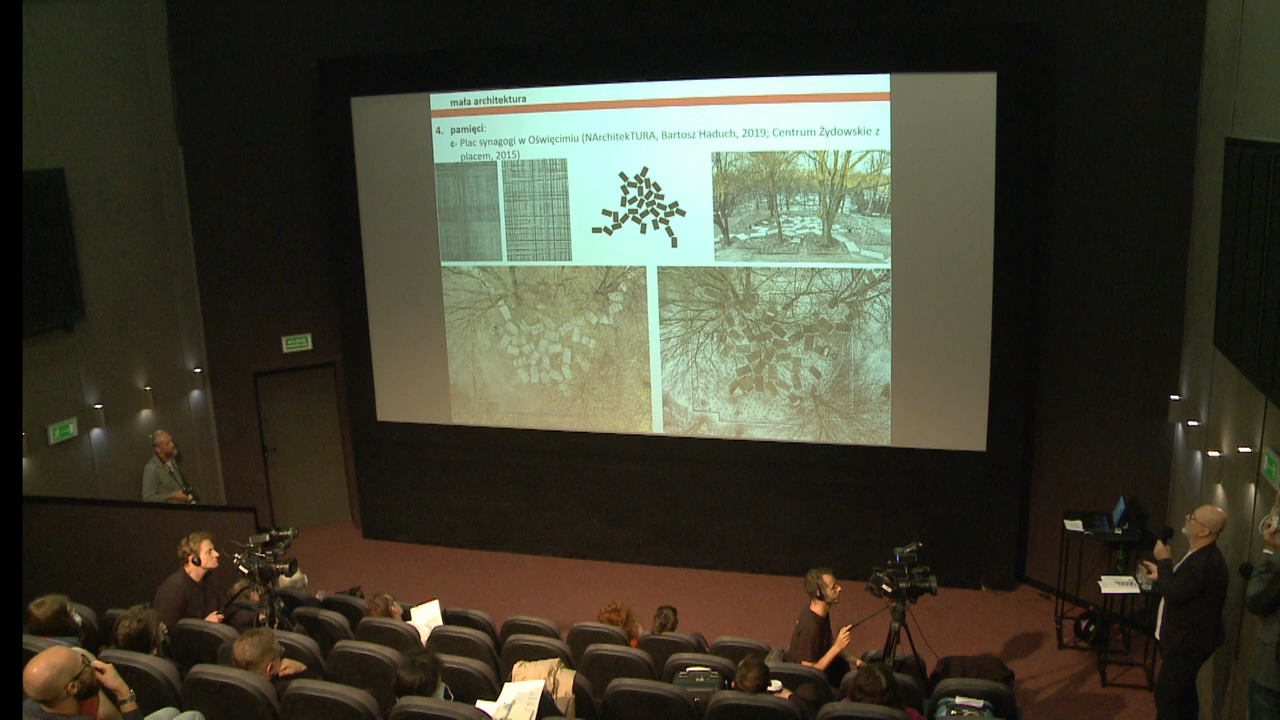 mała architektura
4. pamięci:
c- Plac synagogi w Oświęcimiu (NArchitekTURA, Bartosz Haduch, 2019; Centrum Żydowskie z
placem, 2015)